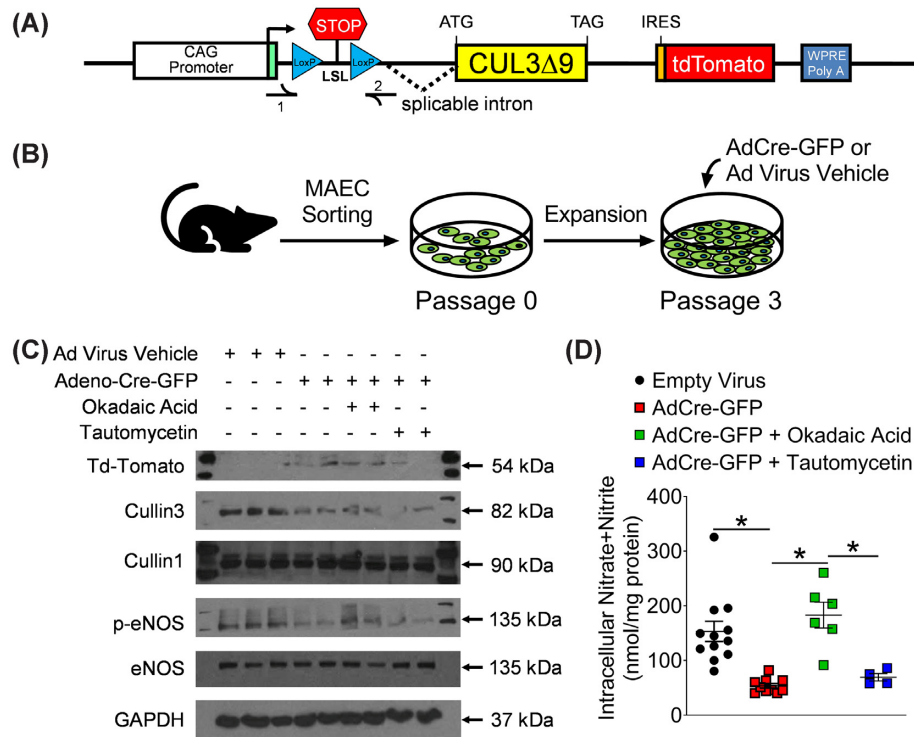 (A)
STOP
ATG
TAG
IRES
CAG
Promoter
LoxP
LoxP
CUL3Δ9
tdTomato
WPRE
Poly A
LSL
1
2
splicable intron
(B)
AdCre-GFP or
Ad Virus Vehicle
MAEC
Sorting
Expansion
Passage 0
Passage 3
(C)
Ad Virus Vehicle + + + - - - - - -
Adeno-Cre-GFP - - - + + + + + +
Okadaic Acid - - - - - + + - -
Tautomycetin - - - - - - - + +
Td-Tomato 54 kDa
Cullin3 82 kDa
Cullin1 90 kDa
p-eNOS 135 kDa
eNOS 135 kDa
GAPDH 37 kDa
(D)
Empty Virus
AdCre-GFP
AdCre-GFP + Okadaic Acid
AdCre-GFP + Tautomycetin
Intracellular Nitrate+Nitrite
(nmol/mg protein)
400
300
200
100
0
* * *